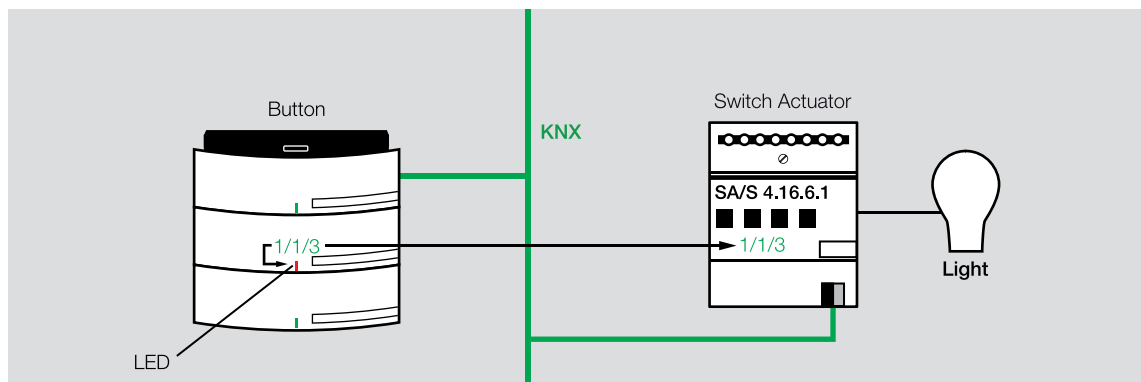 Button
Switch Actuator
KNX
SA/S 4.16.6.1
1/1/3
1/1/3
Light
LED